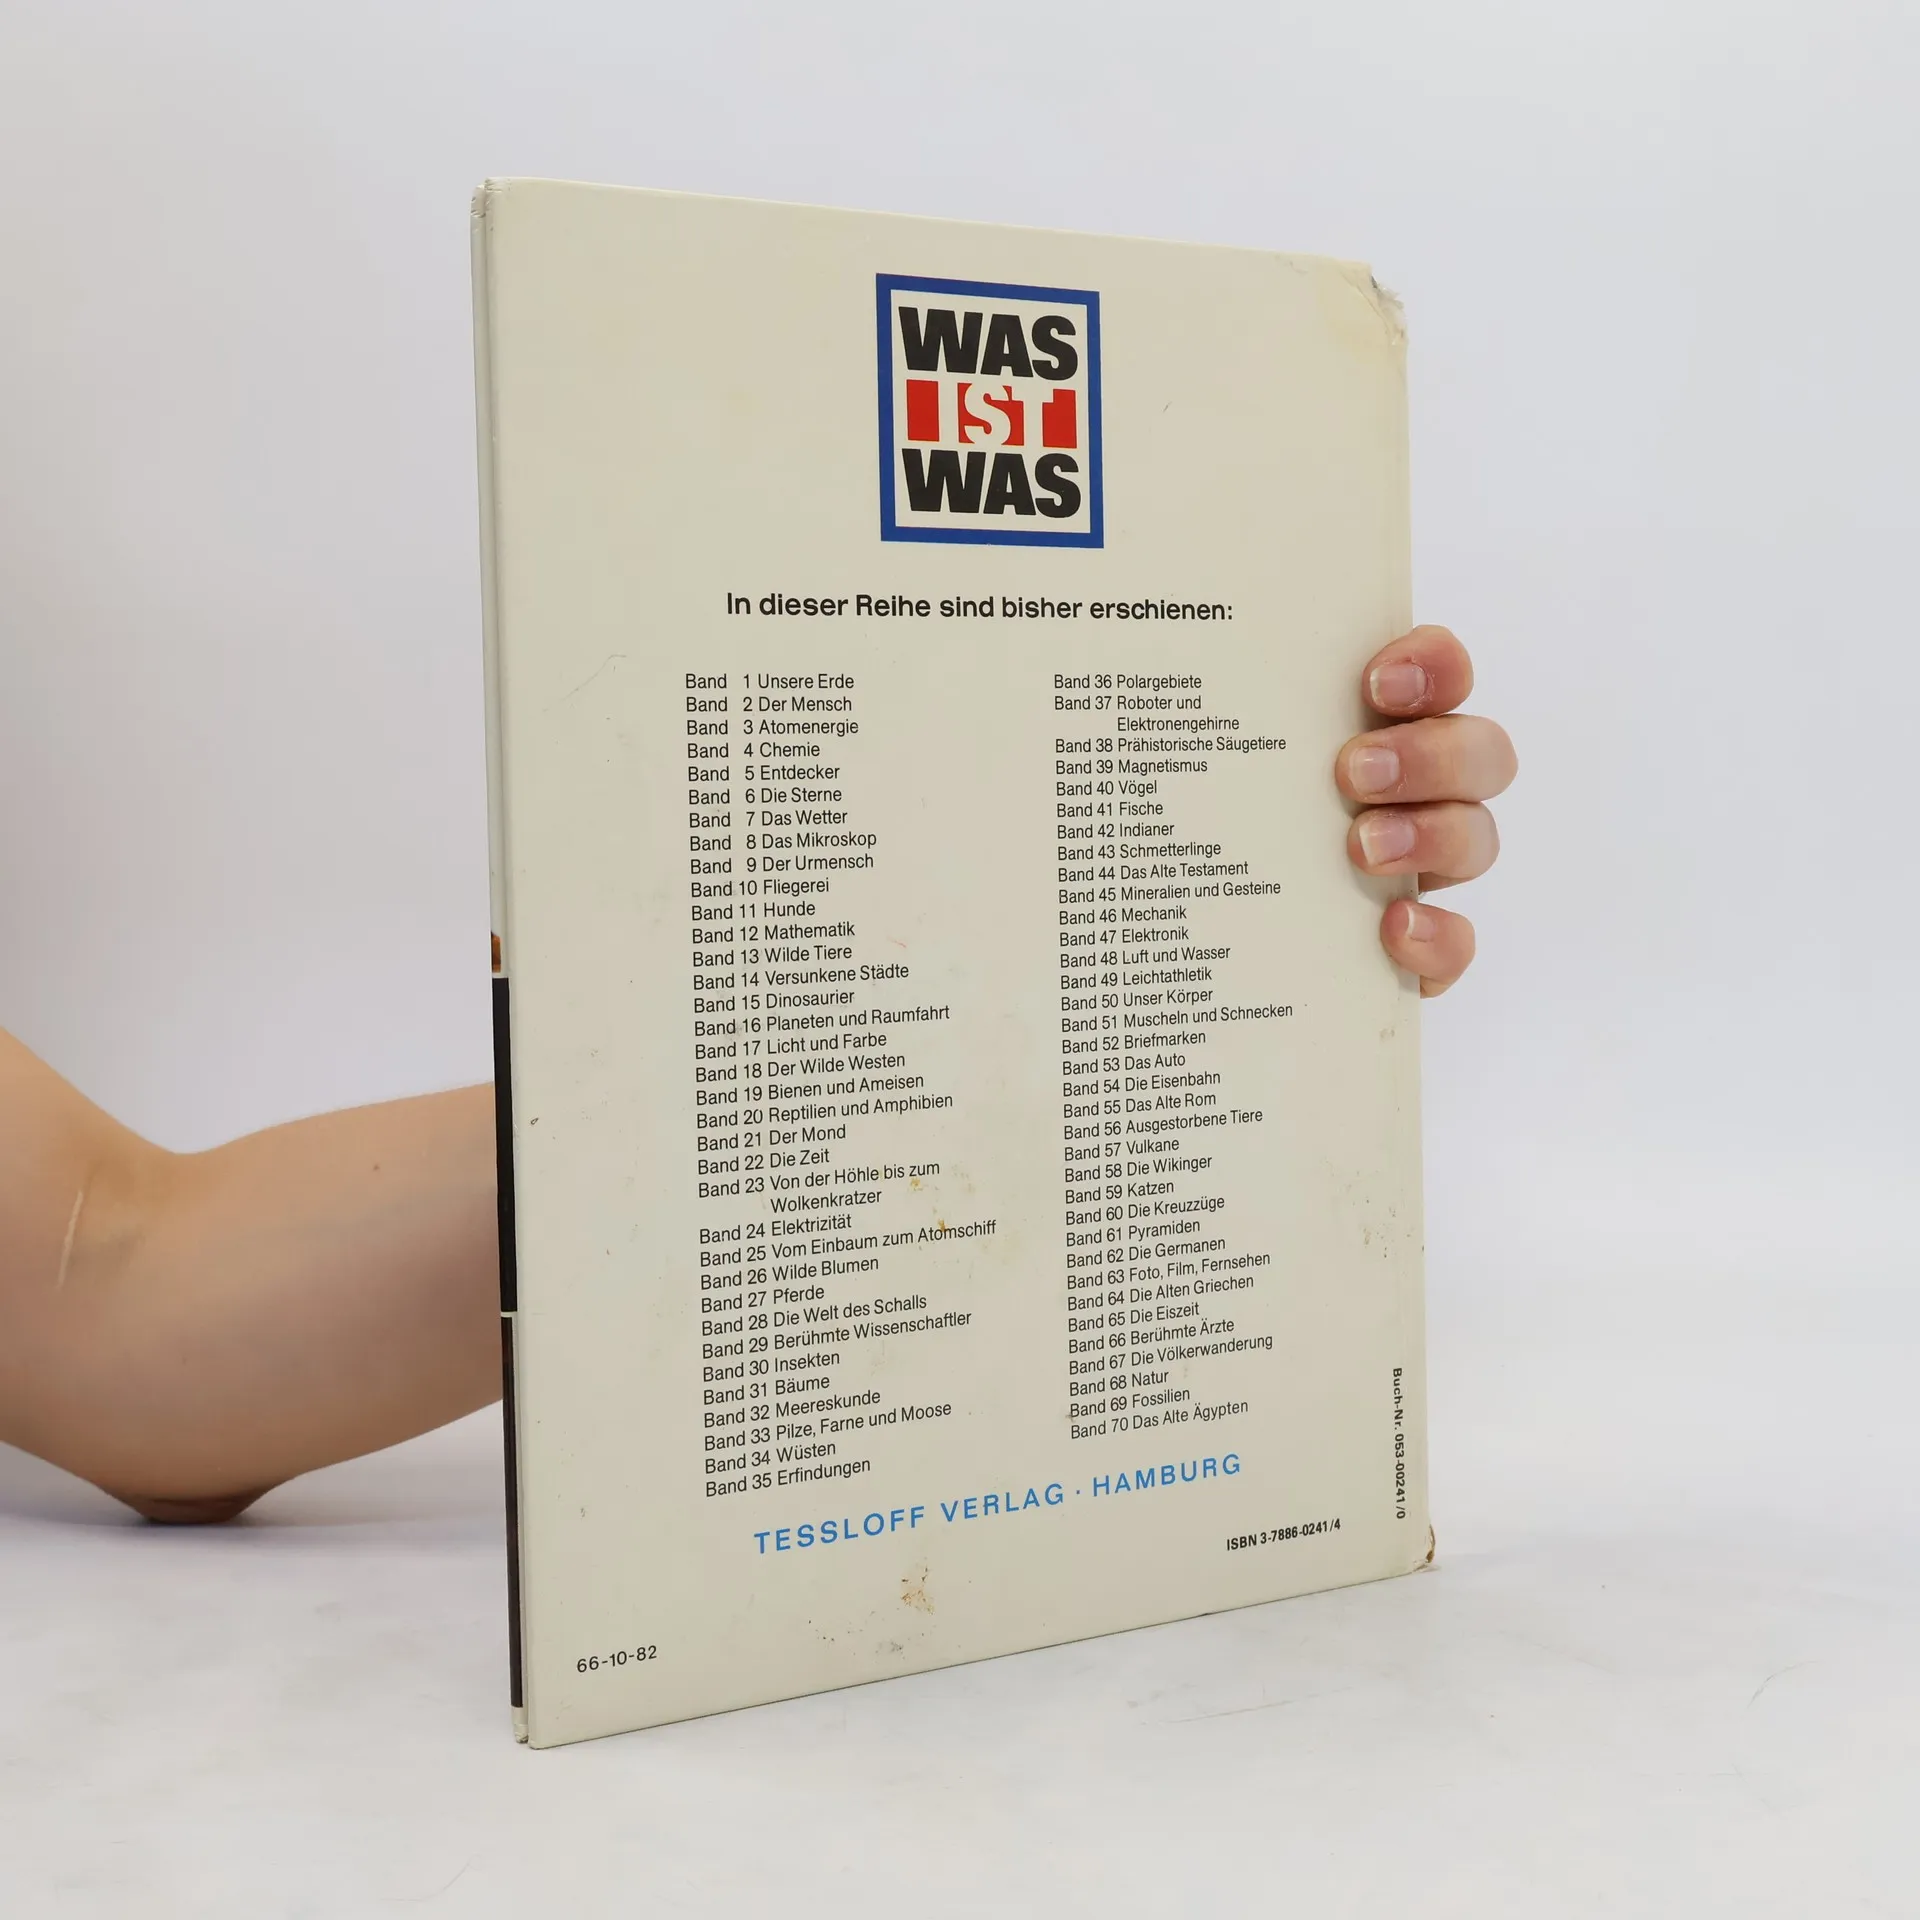 WAS
IST
WAS
In dieser Reihe sind bisher erschienen:
Band 1 Unsere Erde
Band 2 Der Mensch
Band 3 Atomenergie
Band 4 Chemie
Band 5 Entdecker
Band 6 Die Sterne
Band 7 Das Wetter
Band 8 Das Mikroskop
Band 9 Der Urmensch
Band 10 Fliegerei
Band 11 Hunde
Band 12 Mathematik
Band 13 Wilde Tiere
Band 14 Versunkene Städte
Band 15 Dinosaurier
Band 16 Planeten und Raumfahrt
Band 17 Licht und Farbe
Band 18 Der Wilde Westen
Band 19 Bienen und Ameisen
Band 20 Reptilien und Amphibien
Band 21 Der Mond
Band 22 Die Zeit
Band 23 Von der Höhle bis zum
Wolkenkratzer
Band 24 Elektrizität
Band 25 Vom Einbaum zum Atomschiff
Band 26 Wilde Blumen
Band 27 Pferde
Band 28 Die Welt des Schalls
Band 29 Berühmte Wissenschaftler
Band 30 Insekten
Band 31 Bäume
Band 32 Meereskunde
Band 33 Pilze, Farne und Moose
Band 34 Wüsten
Band 35 Erfindungen
Band 36 Polargebiete
Band 37 Roboter und
Elektronengehirne
Band 38 Prähistorische Säugetiere
Band 39 Magnetismus
Band 40 Vögel
Band 41 Fische
Band 42 Indianer
Band 43 Schmetterlinge
Band 44 Das Alte Testament
Band 45 Mineralien und Gesteine
Band 46 Mechanik
Band 47 Elektronik
Band 48 Luft und Wasser
Band 49 Leichtathletik
Band 50 Unser Körper
Band 51 Muscheln und Schnecken
Band 52 Briefmarken
Band 53 Das Auto
Band 54 Die Eisenbahn
Band 55 Das Alte Rom
Band 56 Ausgestorbene Tiere
Band 57 Vulkane
Band 58 Die Wikinger
Band 59 Katzen
Band 60 Die Kreuzzüge
Band 61 Pyramiden
Band 62 Die Germanen
Band 63 Foto, Film, Fernsehen
Band 64 Die Alten Griechen
Band 65 Die Eiszeit
Band 66 Berühmte Ärzte
Band 67 Die Völkerwanderung
Band 68 Natur
Band 69 Fossilien
Band 70 Das Alte Ägypten
TESSLOFF VERLAG · HAMBURG
Buch-Nr. 053-00241/0
ISBN 3-7886-0241/4
66-10-82